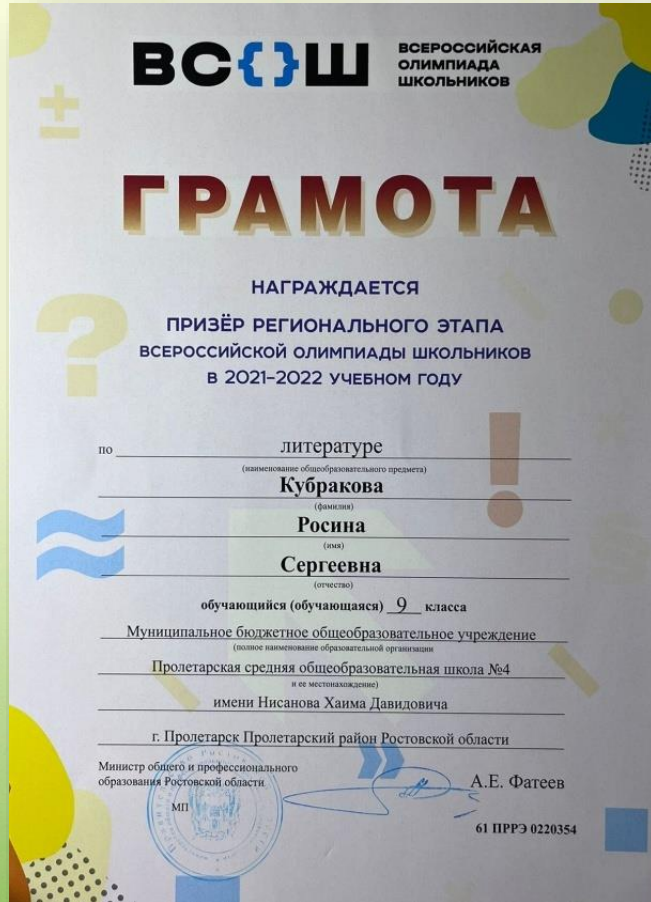 ВС{}Ш ВСЕРОССИЙСКАЯ
ОЛИМПИАДА
ШКОЛЬНИКОВ
ГРАМОТА
НАГРАЖДАЕТСЯ
ПРИЗЁР РЕГИОНАЛЬНОГО ЭТАПА
ВСЕРОССИЙСКОЙ ОЛИМПИАДЫ ШКОЛЬНИКОВ
В 2021–2022 УЧЕБНОМ ГОДУ
по литературе
(наименование общеобразовательного предмета)
Кубракова
(фамилия)
Росина
(имя)
Сергеевна
(отчество)
обучающийся (обучающаяся) 9 класса
Муниципальное бюджетное общеобразовательное учреждение
(полное наименование образовательной организации
Пролетарская средняя общеобразовательная школа №4
и ее местонахождение)
имени Нисанова Хаима Давидовича
г. Пролетарск Пролетарский район Ростовской области
Министр общего и профессионального
образования Ростовской области
А.Е. Фатеев
МП
61 ПРРЭ 0220354